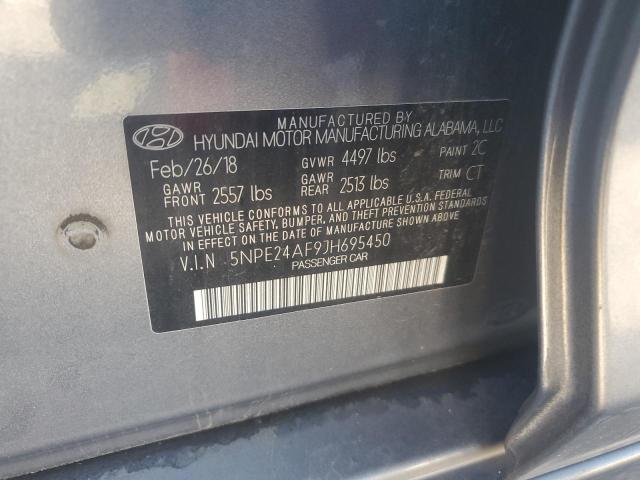 MANUFACTURED BY
HYUNDAI MOTOR MANUFACTURING ALABAMA, LLC
Feb/26/18 GVWR 4497 lbs PAINT 2C
GAWR FRONT 2557 lbs GAWR REAR 2513 lbs TRIM CT
THIS VEHICLE CONFORMS TO ALL APPLICABLE U.S.A. FEDERAL
MOTOR VEHICLE SAFETY, BUMPER, AND THEFT PREVENTION STANDARDS
IN EFFECT ON THE DATE OF MANUFACTURE SHOWN ABOVE.
V.I.N 5NPE24AF9JH695450
PASSENGER CAR